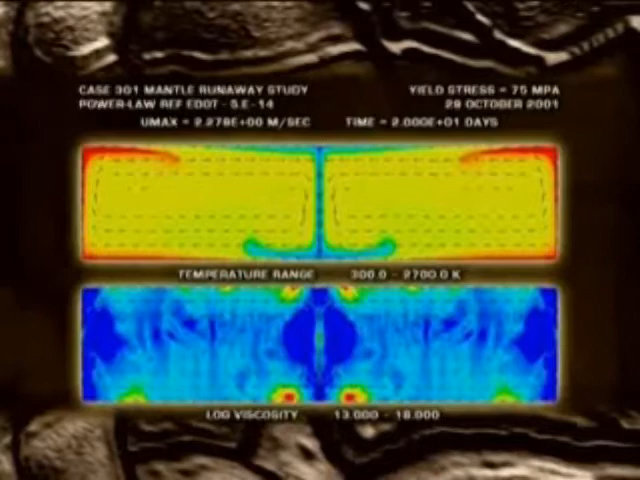 CASE 301 MANTLE RUNAWAY STUDY YIELD STRESS = 75 MPA
POWER-LAW REF EDOT - 5.E-14 29 OCTOBER 2001
UMAX = 2.279E+00 M/SEC TIME = 2.000E+01 DAYS
TEMPERATURE RANGE 300.0 - 2700.0 K
LOG VISCOSITY 13.000 - 18.000